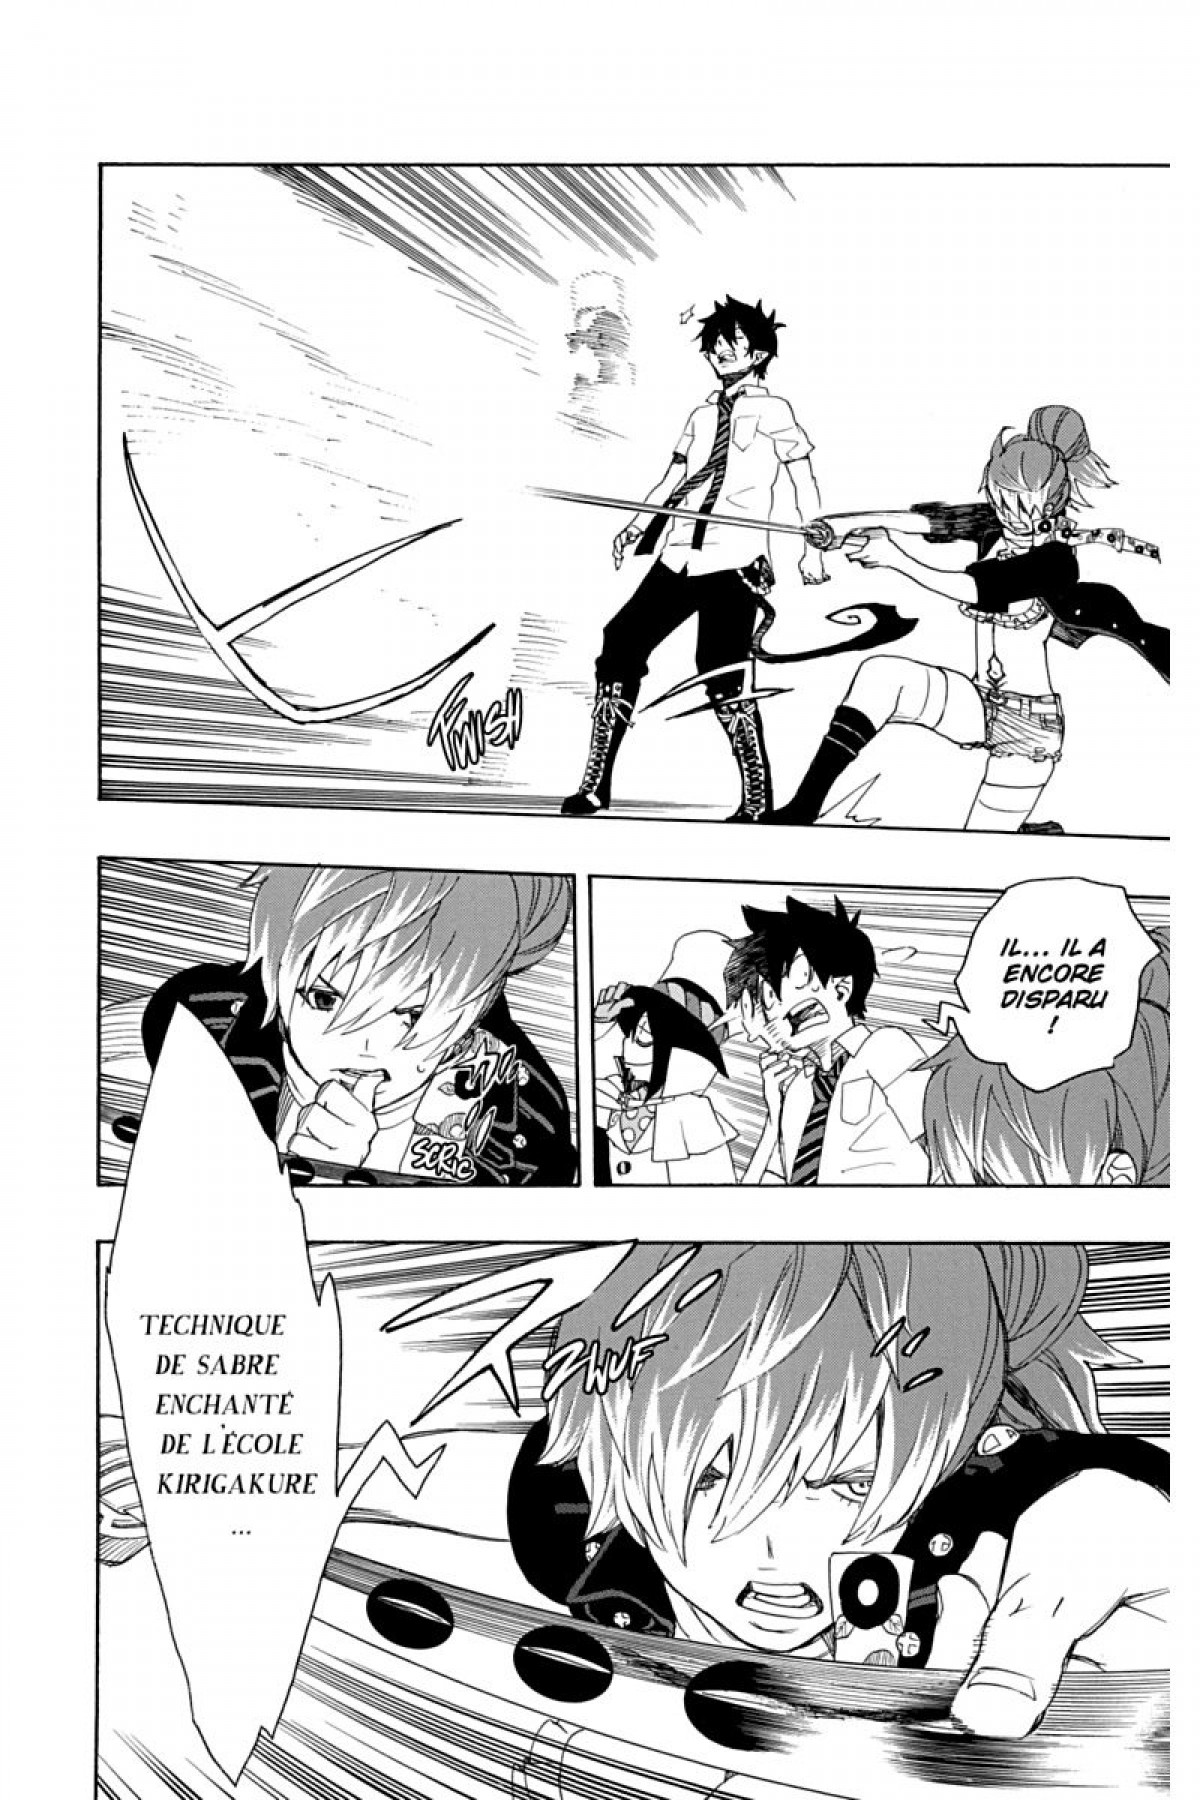 FWISH
IL... IL A
ENCORE
DISPARU
!
SCRIC
ZWUF
TECHNIQUE
DE SABRE
ENCHANTÉ
DE L'ÉCOLE
KIRIGAKURE
...